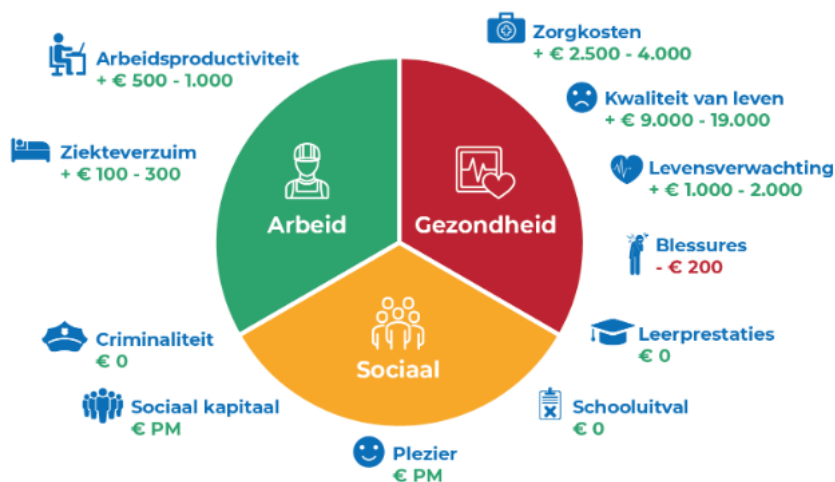 Arbeidsproductiviteit
+ € 500 - 1.000
Ziekteverzuim
+ € 100 - 300
Zorgkosten
+ € 2.500 - 4.000
Kwaliteit van leven
+ € 9.000 - 19.000
Levensverwachting
+ € 1.000 - 2.000
Blessures
- € 200
Arbeid
Gezondheid
Sociaal
Criminaliteit
€ 0
Sociaal kapitaal
€ PM
Plezier
€ PM
Leerprestaties
€ 0
Schooluitval
€ 0